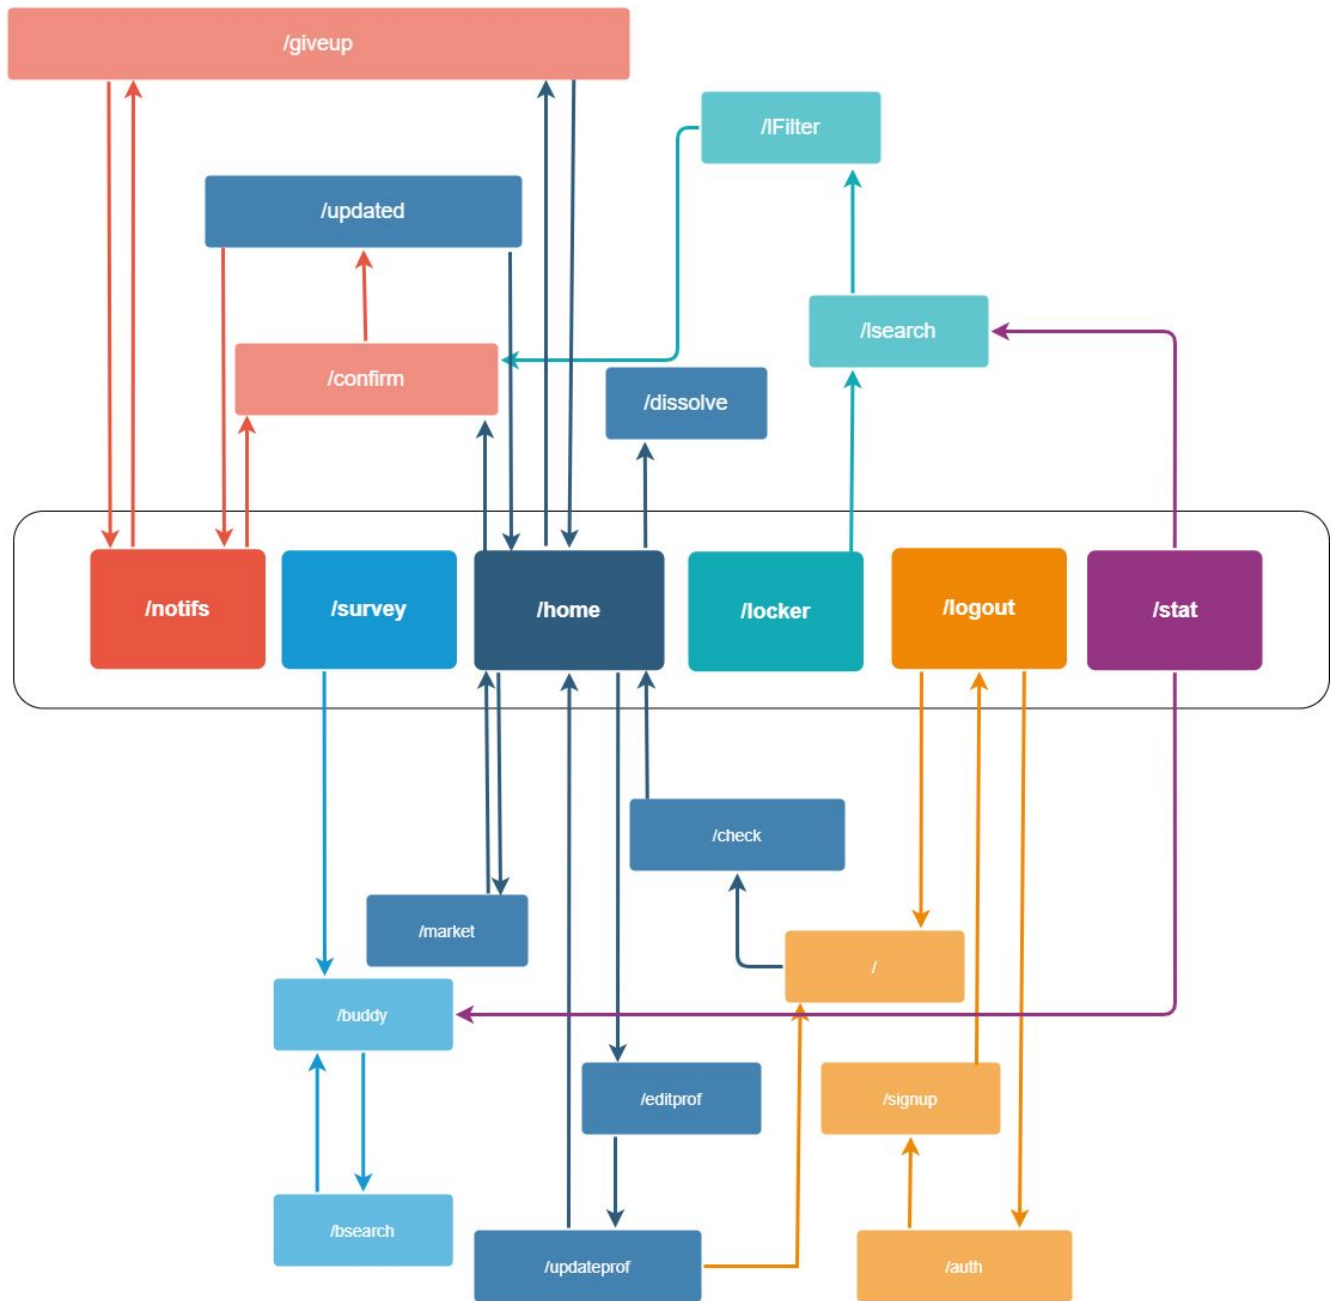 /giveup
/lFilter
/updated
/lsearch
/confirm
/dissolve
/notifs
/survey
/home
/locker
/logout
/stat
/check
/market
/
/buddy
/editprof
/signup
/bsearch
/updateprof
/auth